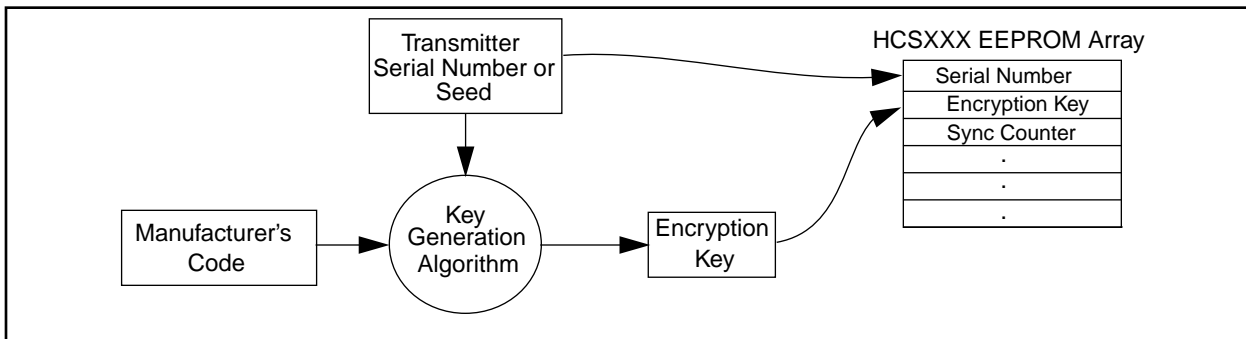 Transmitter
Serial Number or
Seed
HCSXXX EEPROM Array
Serial Number
Encryption Key
Sync Counter
.
.
.
Manufacturer's
Code
Key
Generation
Algorithm
Encryption
Key